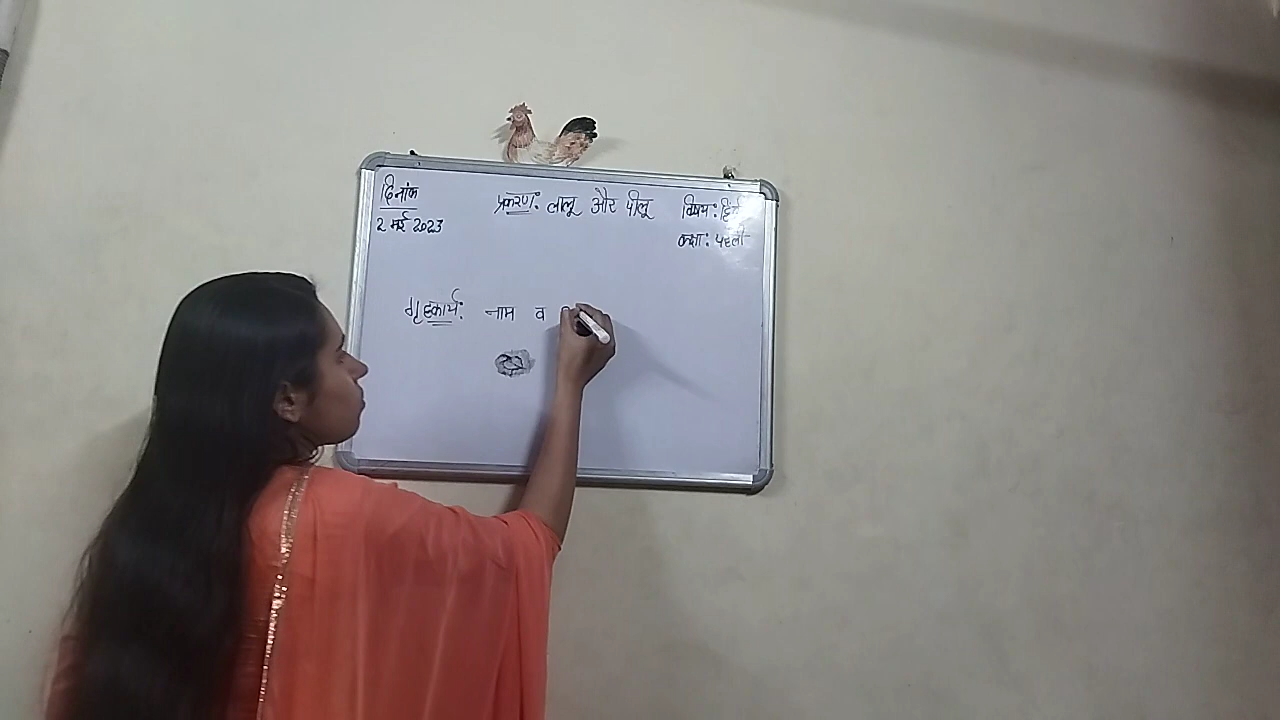 दिनांक प्रकरण: लालू और पीलू विषय: हिंदी
2 मई 2023 कक्षा: पहली
गृहकार्य: नाम व